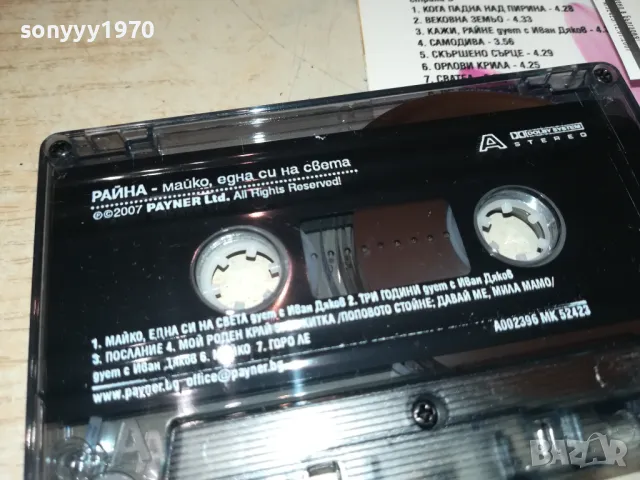 sonyyy1970
1. КОГА ПАДНА НАД ПИРИНА - 4.28
2. ВЕКОВНА ЗЕМЬО - 4.33
3. КАЖИ, РАЙНЕ дует с Иван Дяков - 4.
4. САМОДИВА - 3.56
5. СКЪРШЕНО СЪРЦЕ - 4.29
6. ОРЛОВИ КРИЛА - 4.25
7.
РАЙНА - майко, една си на света
℗©2007 PAYNER Ltd. All Rights Reserved!
A DOLBY SYSTEM
STEREO
1. МАЙКО, ЕДНА СИ НА СВЕТА дует с Иван Дяков 2. ТРИ ГОДИНИ дует с Иван Дяков
3. ПОСЛАНИЕ 4. МОЙ РОДЕН КРАЙ /ПОПОВОТО СТОЙНЕ; ДАВАЙ МЕ, МИЛА МАМО/
дует с Иван Дяков 6. 7. ГОРО ЛЕ
www.payner.bg office@payner.bg
A002396 MK 52423
BAZAR